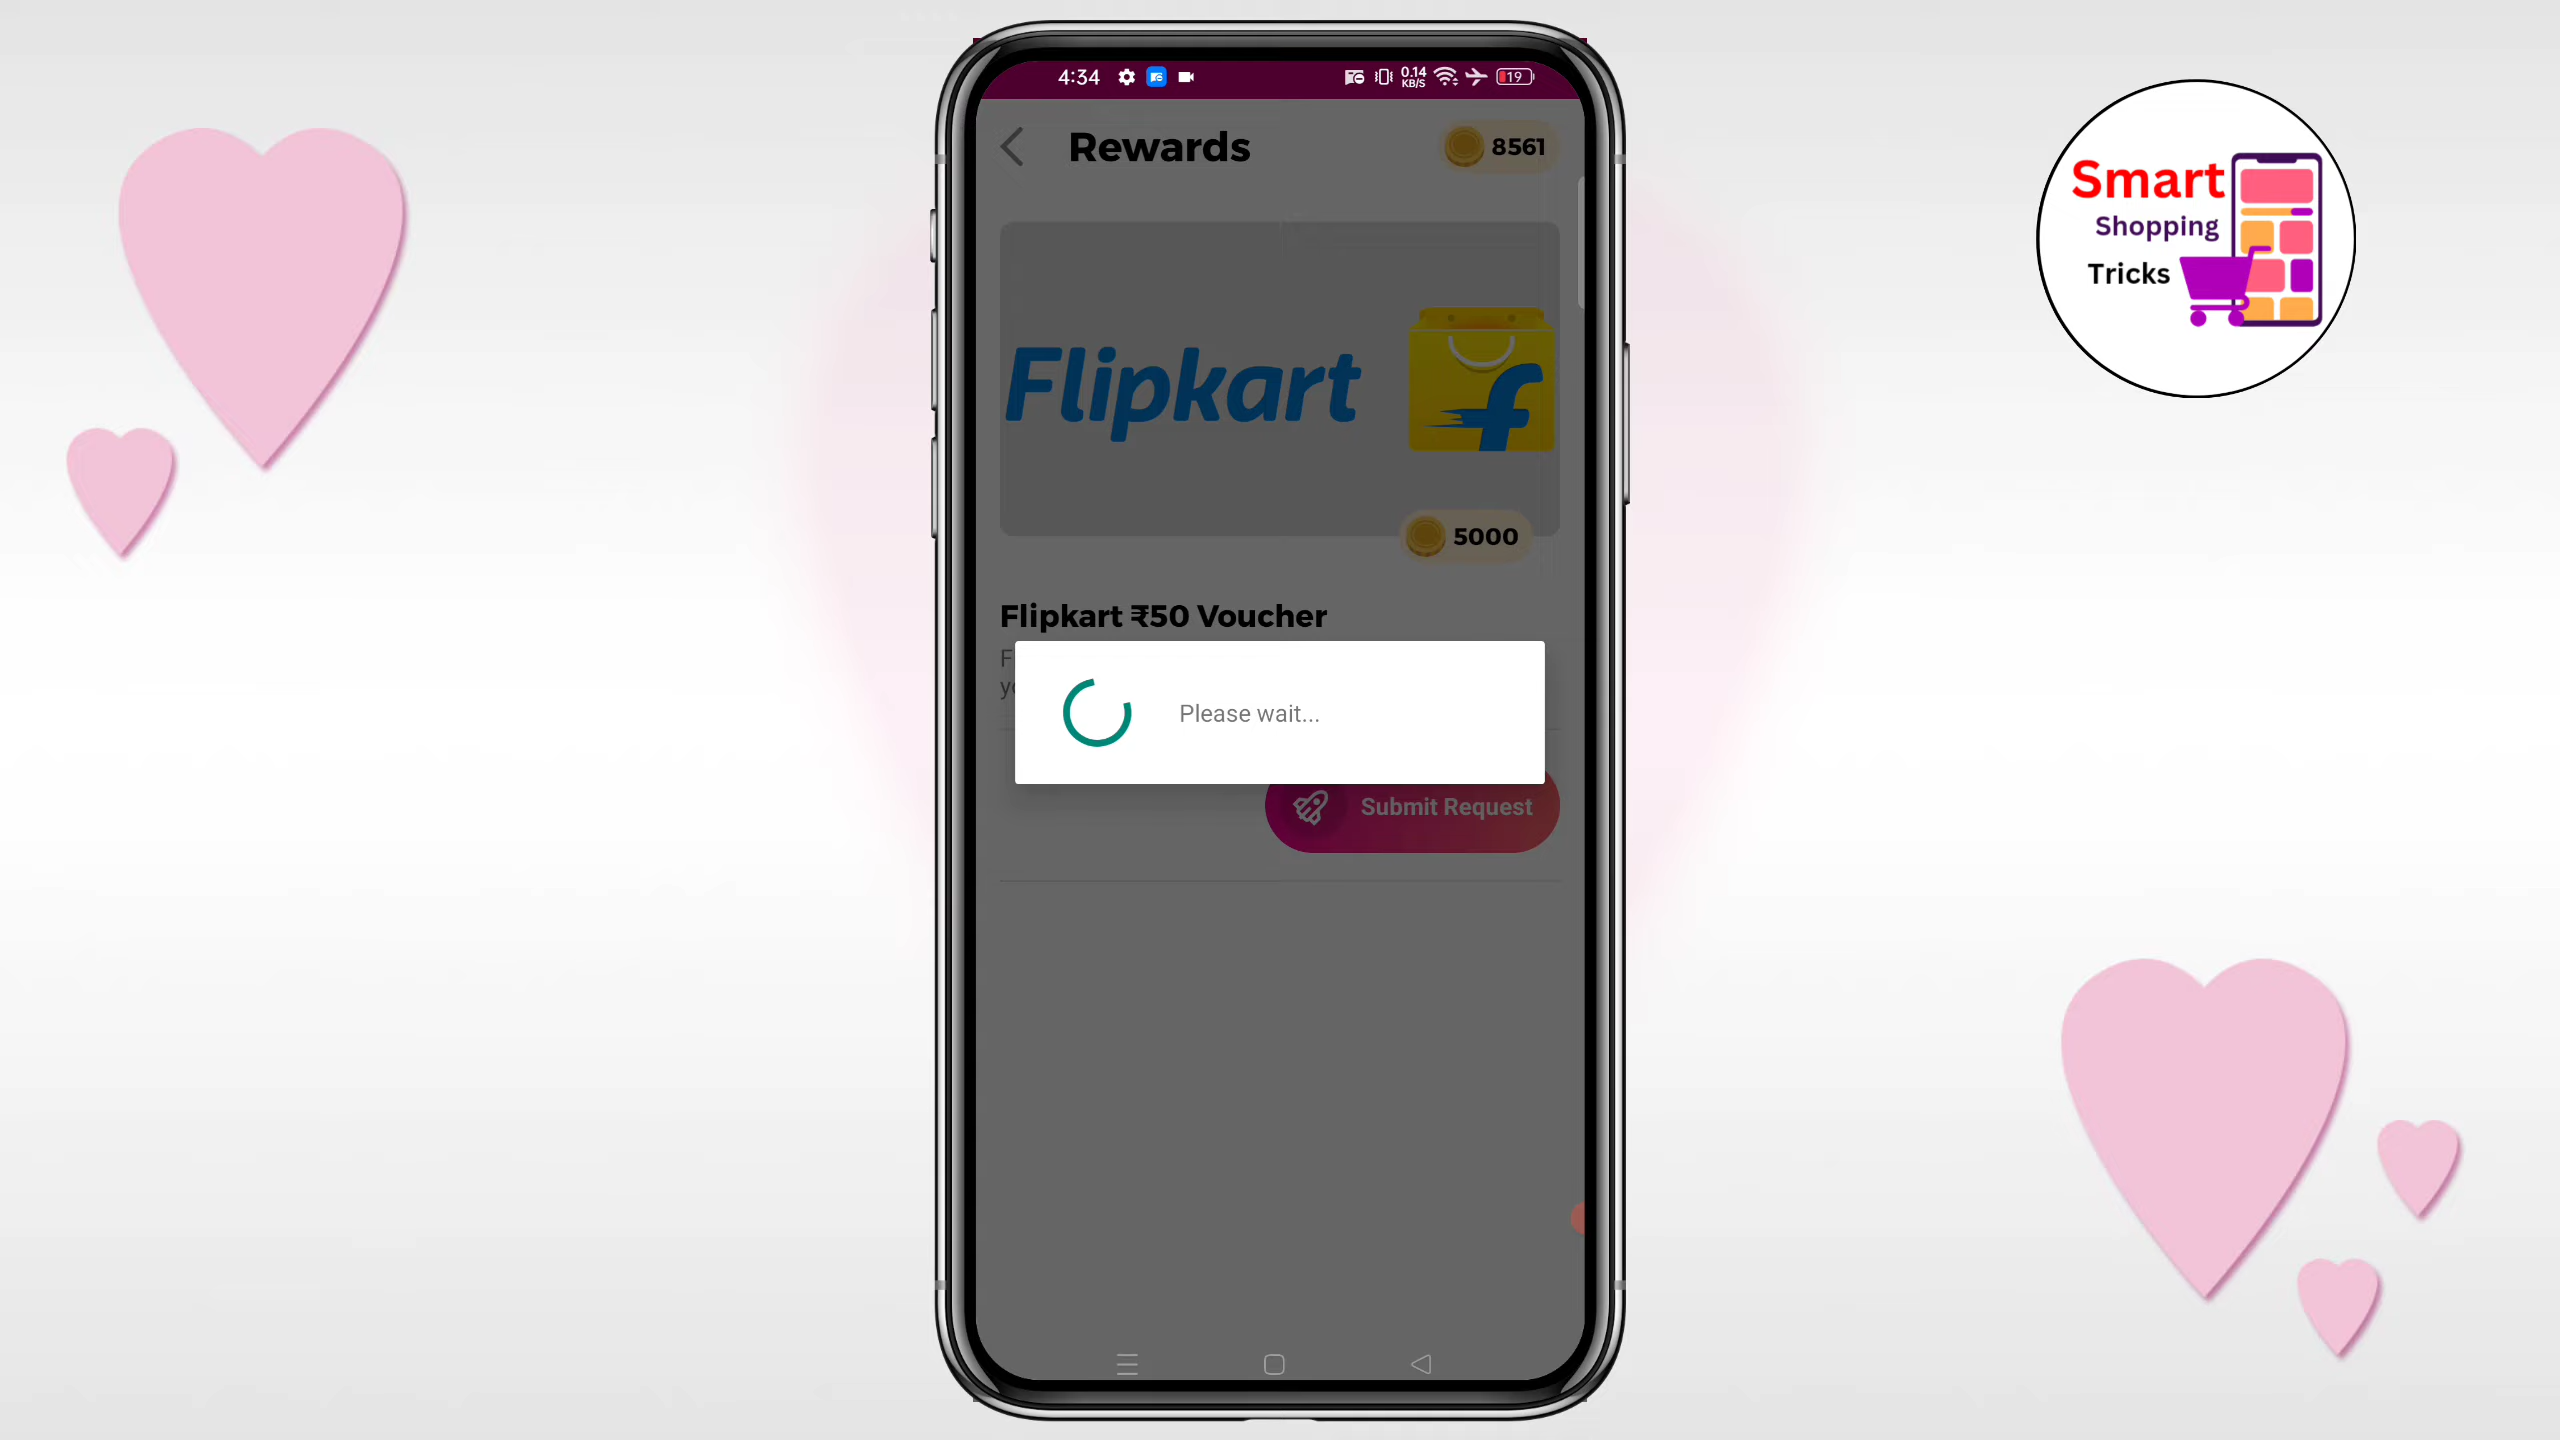 4:34
0.14
KB/S
19
Rewards
8561
Flipkart
f
5000
Flipkart ₹50 Voucher
Please wait...
Submit Request
Smart
Shopping
Tricks